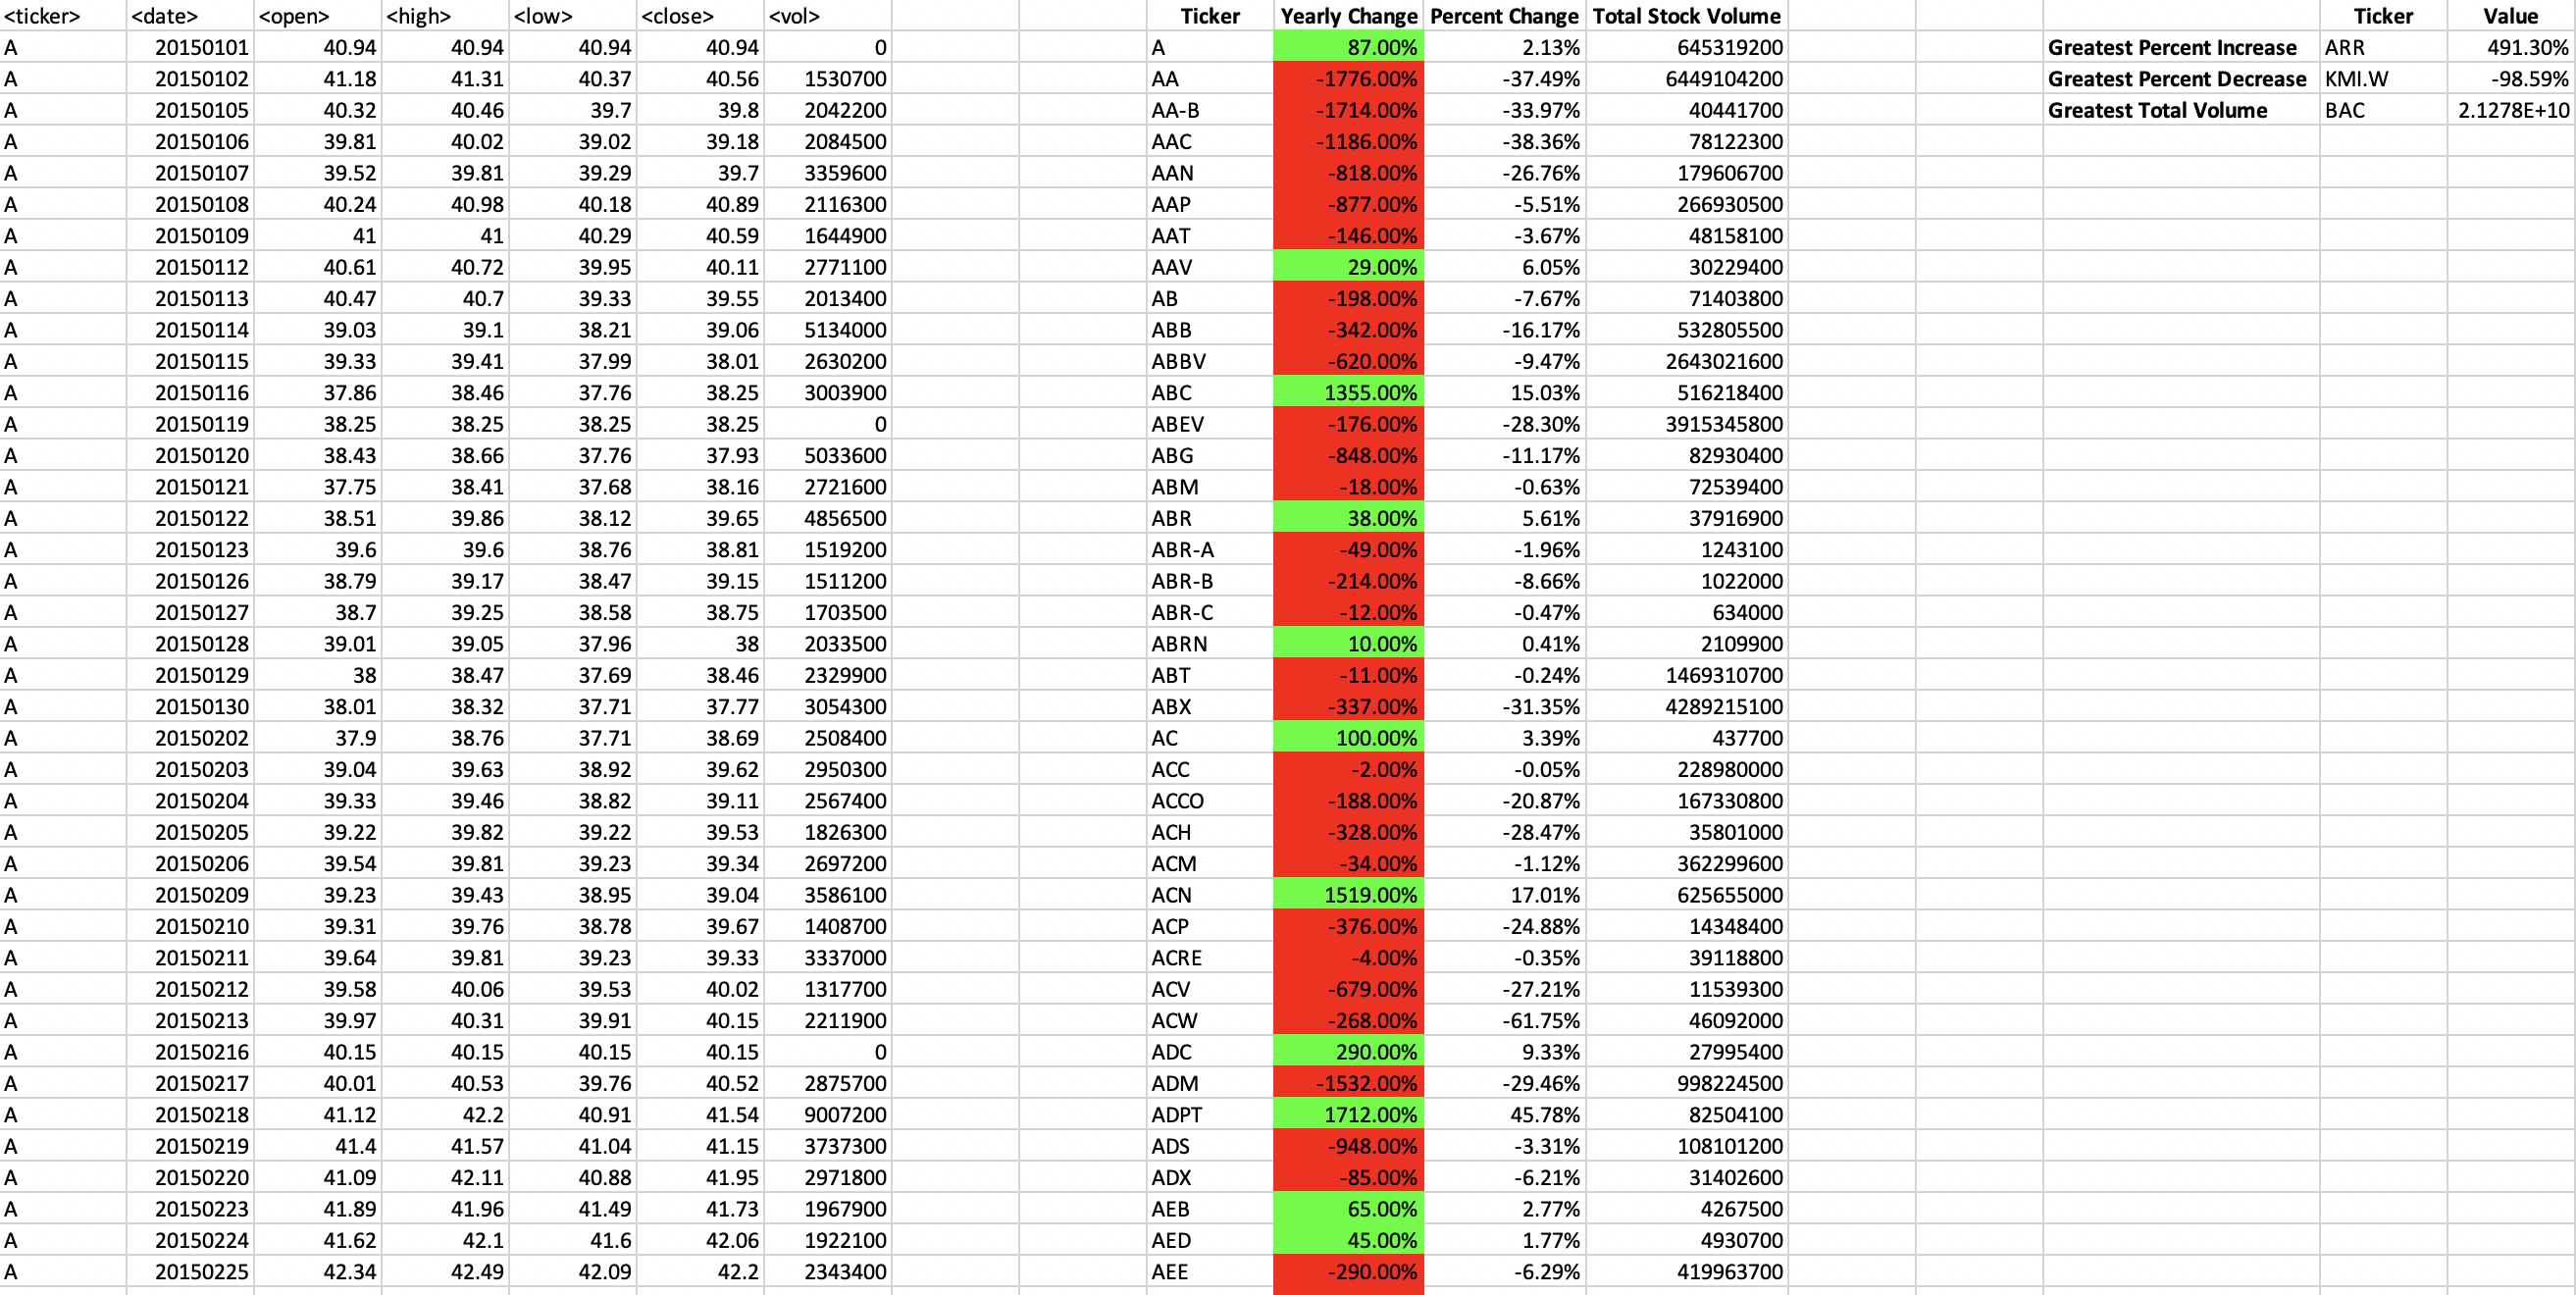 <ticker> <date> <open> <high> <low> <close> <vol> Ticker Yearly Change Percent Change Total Stock Volume Ticker Value
A 20150101 40.94 40.94 40.94 40.94 0 A 87.00% 2.13% 645319200 Greatest Percent Increase ARR 491.30%
A 20150102 41.18 41.31 40.37 40.56 1530700 AA -1776.00% -37.49% 6449104200 Greatest Percent Decrease KMI.W -98.59%
A 20150105 40.32 40.46 39.7 39.8 2042200 AA-B -1714.00% -33.97% 40441700 Greatest Total Volume BAC 2.1278E+10
A 20150106 39.81 40.02 39.02 39.18 2084500 AAC -1186.00% -38.36% 78122300
A 20150107 39.52 39.81 39.29 39.7 3359600 AAN -818.00% -26.76% 179606700
A 20150108 40.24 40.98 40.18 40.89 2116300 AAP -877.00% -5.51% 266930500
A 20150109 41 41 40.29 40.59 1644900 AAT -146.00% -3.67% 48158100
A 20150112 40.61 40.72 39.95 40.11 2771100 AAV 29.00% 6.05% 30229400
A 20150113 40.47 40.7 39.33 39.55 2013400 AB -198.00% -7.67% 71403800
A 20150114 39.03 39.1 38.21 39.06 5134000 ABB -342.00% -16.17% 532805500
A 20150115 39.33 39.41 37.99 38.01 2630200 ABBV -620.00% -9.47% 2643021600
A 20150116 37.86 38.46 37.76 38.25 3003900 ABC 1355.00% 15.03% 516218400
A 20150119 38.25 38.25 38.25 38.25 0 ABEV -176.00% -28.30% 3915345800
A 20150120 38.43 38.66 37.76 37.93 5033600 ABG -848.00% -11.17% 82930400
A 20150121 37.75 38.41 37.68 38.16 2721600 ABM -18.00% -0.63% 72539400
A 20150122 38.51 39.86 38.12 39.65 4856500 ABR 38.00% 5.61% 37916900
A 20150123 39.6 39.6 38.76 38.81 1519200 ABR-A -49.00% -1.96% 1243100
A 20150126 38.79 39.17 38.47 39.15 1511200 ABR-B -214.00% -8.66% 1022000
A 20150127 38.7 39.25 38.58 38.75 1703500 ABR-C -12.00% -0.47% 634000
A 20150128 39.01 39.05 37.96 38 2033500 ABRN 10.00% 0.41% 2109900
A 20150129 38 38.47 37.69 38.46 2329900 ABT -11.00% -0.24% 1469310700
A 20150130 38.01 38.32 37.71 37.77 3054300 ABX -337.00% -31.35% 4289215100
A 20150202 37.9 38.76 37.71 38.69 2508400 AC 100.00% 3.39% 437700
A 20150203 39.04 39.63 38.92 39.62 2950300 ACC -2.00% -0.05% 228980000
A 20150204 39.33 39.46 38.82 39.11 2567400 ACCO -188.00% -20.87% 167330800
A 20150205 39.22 39.82 39.22 39.53 1826300 ACH -328.00% -28.47% 35801000
A 20150206 39.54 39.81 39.23 39.34 2697200 ACM -34.00% -1.12% 362299600
A 20150209 39.23 39.43 38.95 39.04 3586100 ACN 1519.00% 17.01% 625655000
A 20150210 39.31 39.76 38.78 39.67 1408700 ACP -376.00% -24.88% 14348400
A 20150211 39.64 39.81 39.23 39.33 3337000 ACRE -4.00% -0.35% 39118800
A 20150212 39.58 40.06 39.53 40.02 1317700 ACV -679.00% -27.21% 11539300
A 20150213 39.97 40.31 39.91 40.15 2211900 ACW -268.00% -61.75% 46092000
A 20150216 40.15 40.15 40.15 40.15 0 ADC 290.00% 9.33% 27995400
A 20150217 40.01 40.53 39.76 40.52 2875700 ADM -1532.00% -29.46% 998224500
A 20150218 41.12 42.2 40.91 41.54 9007200 ADPT 1712.00% 45.78% 82504100
A 20150219 41.4 41.57 41.04 41.15 3737300 ADS -948.00% -3.31% 108101200
A 20150220 41.09 42.11 40.88 41.95 2971800 ADX -85.00% -6.21% 31402600
A 20150223 41.89 41.96 41.49 41.73 1967900 AEB 65.00% 2.77% 4267500
A 20150224 41.62 42.1 41.6 42.06 1922100 AED 45.00% 1.77% 4930700
A 20150225 42.34 42.49 42.09 42.2 2343400 AEE -290.00% -6.29% 419963700